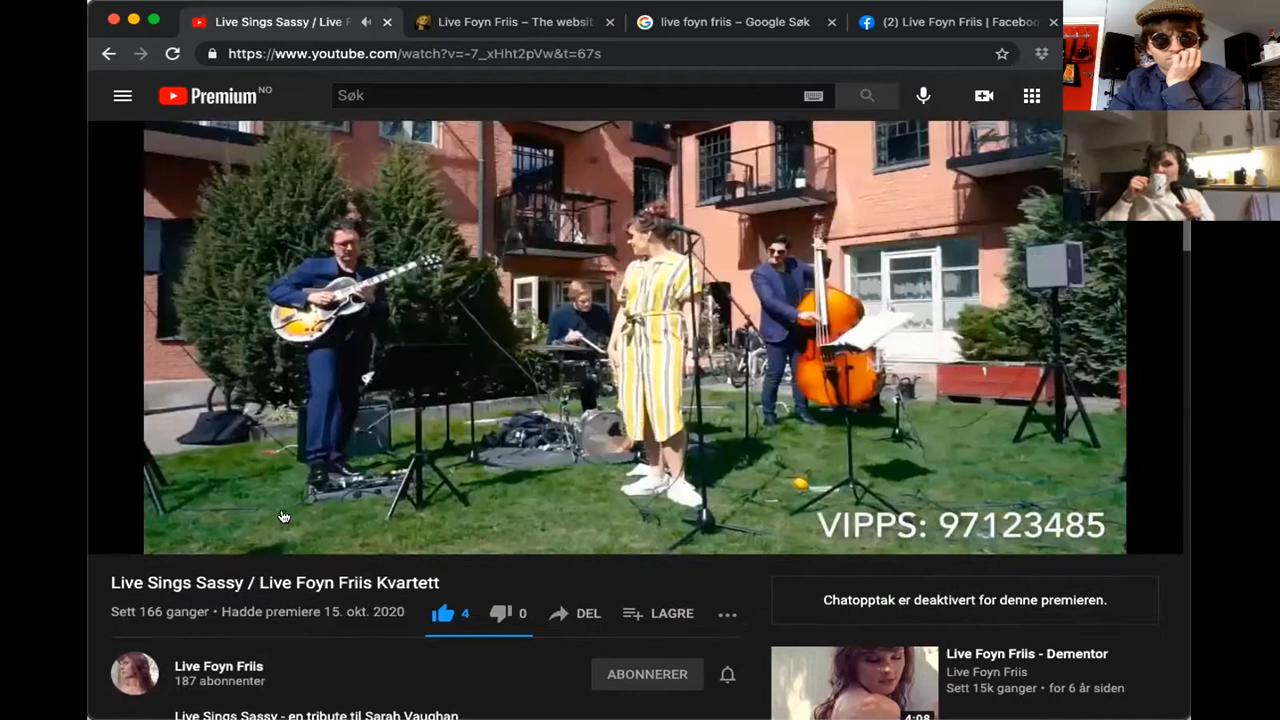 Live Sings Sassy / Live F
Live Foyn Friis – The websit
live foyn friis – Google Søk
(2) Live Foyn Friis | Faceboo
https://www.youtube.com/watch?v=-7_xHht2pVw&t=67s
Premium NO
Søk
VIPPS: 97123485
Live Sings Sassy / Live Foyn Friis Kvartett
Sett 166 ganger • Hadde premiere 15. okt. 2020
4
0
DEL
LAGRE
Chatopptak er deaktivert for denne premieren.
Live Foyn Friis
187 abonnenter
ABONNERER
Live Foyn Friis - Dementor
Live Foyn Friis
Sett 15k ganger • for 6 år siden
4:08
Live Sings Sassy - en tribute til Sarah Vaughan